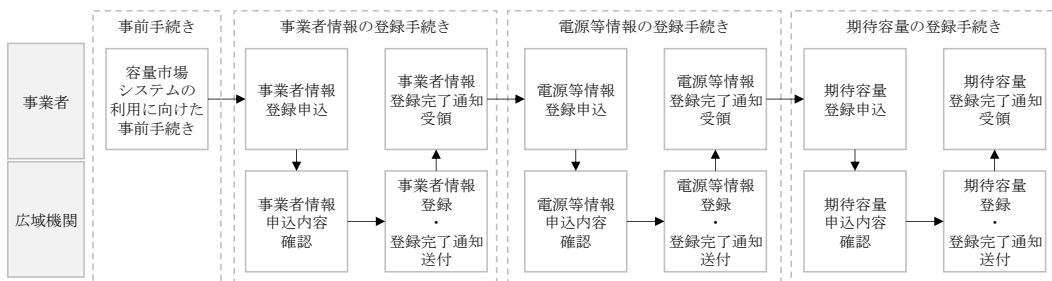 事前手続き
事業者情報の登録手続き
電源等情報の登録手続き
期待容量の登録手続き
事業者
容量市場
システムの
利用に向けた
事前手続き
事業者情報
登録申込
事業者情報
登録完了通知
受領
電源等情報
登録申込
電源等情報
登録完了通知
受領
期待容量
登録申込
期待容量
登録完了通知
受領
広域機関
事業者情報
申込内容
確認
事業者情報
登録
・
登録完了通知
送付
電源等情報
申込内容
確認
電源等情報
登録
・
登録完了通知
送付
期待容量
申込内容
確認
期待容量
登録
・
登録完了通知
送付